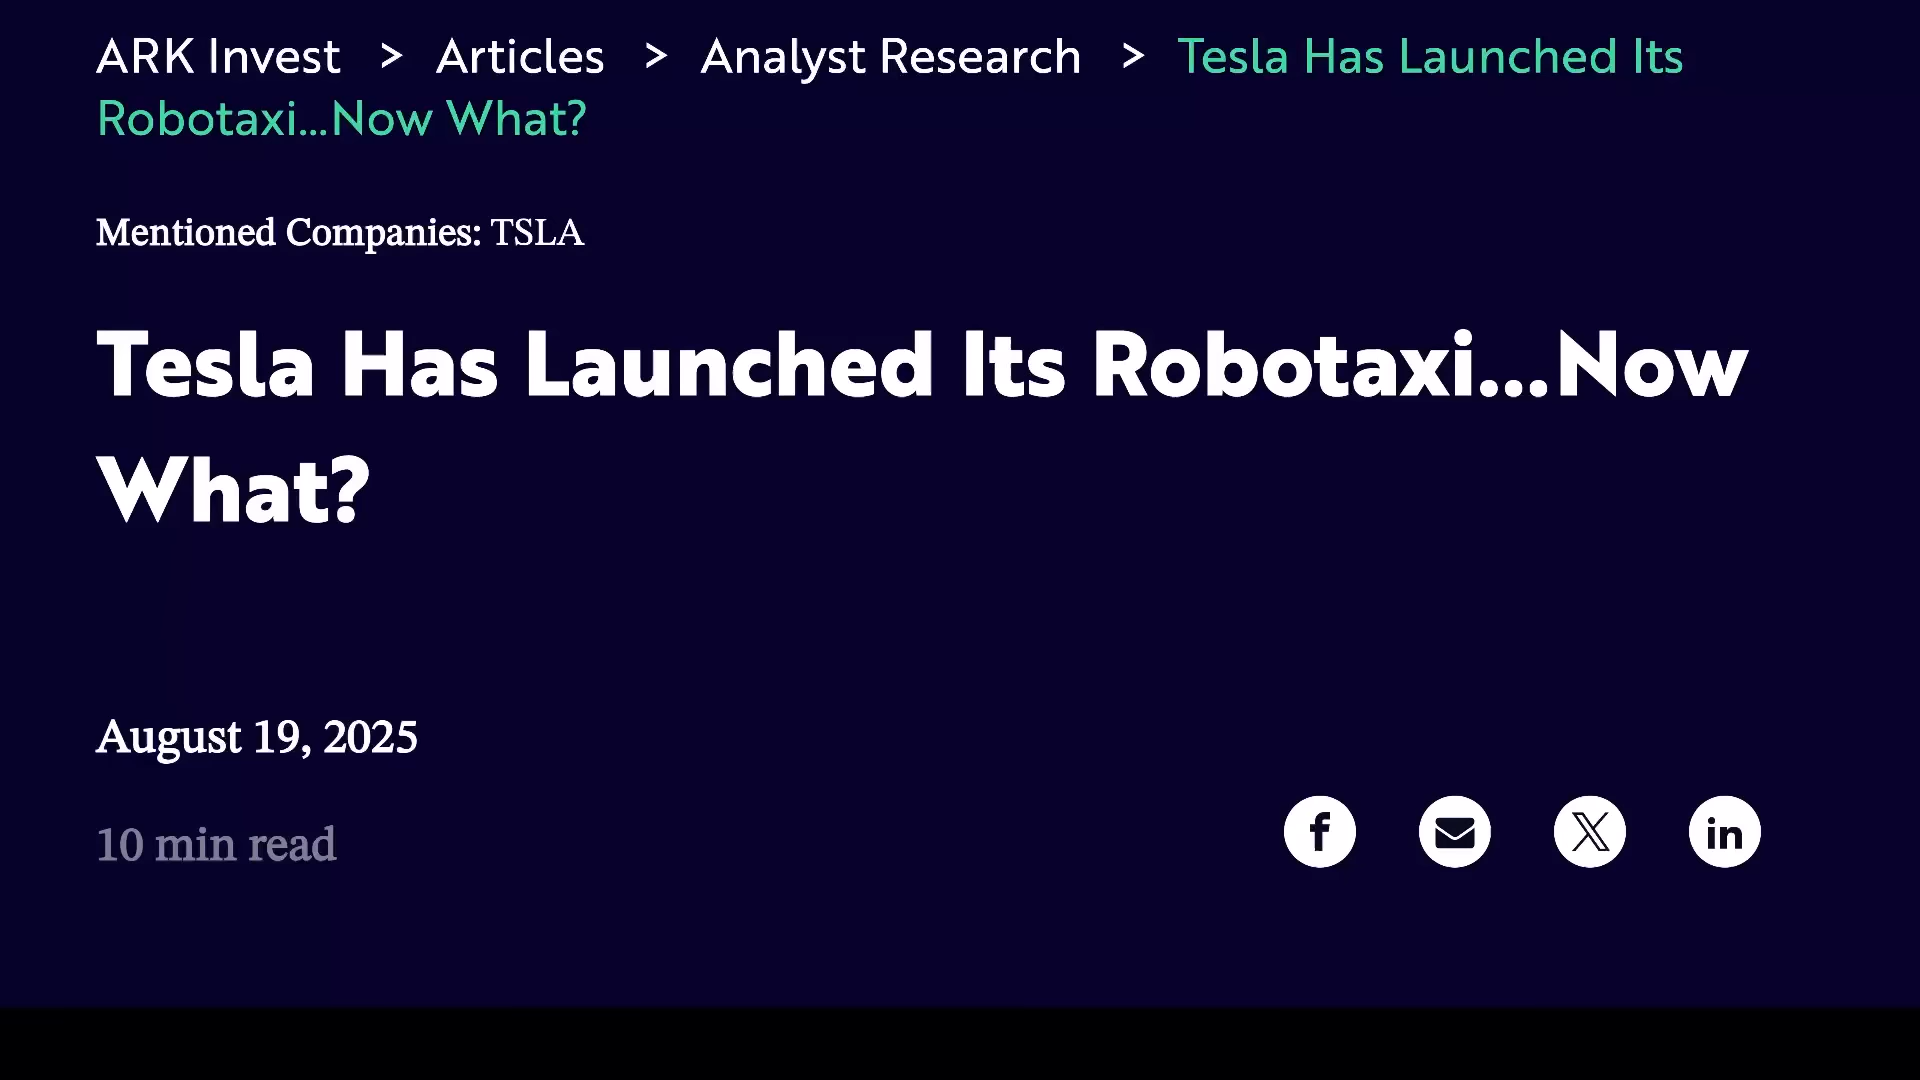 ARK Invest > Articles > Analyst Research > Tesla Has Launched Its
Robotaxi...Now What?
Mentioned Companies: TSLA
Tesla Has Launched Its Robotaxi...Now
What?
August 19, 2025
10 min read